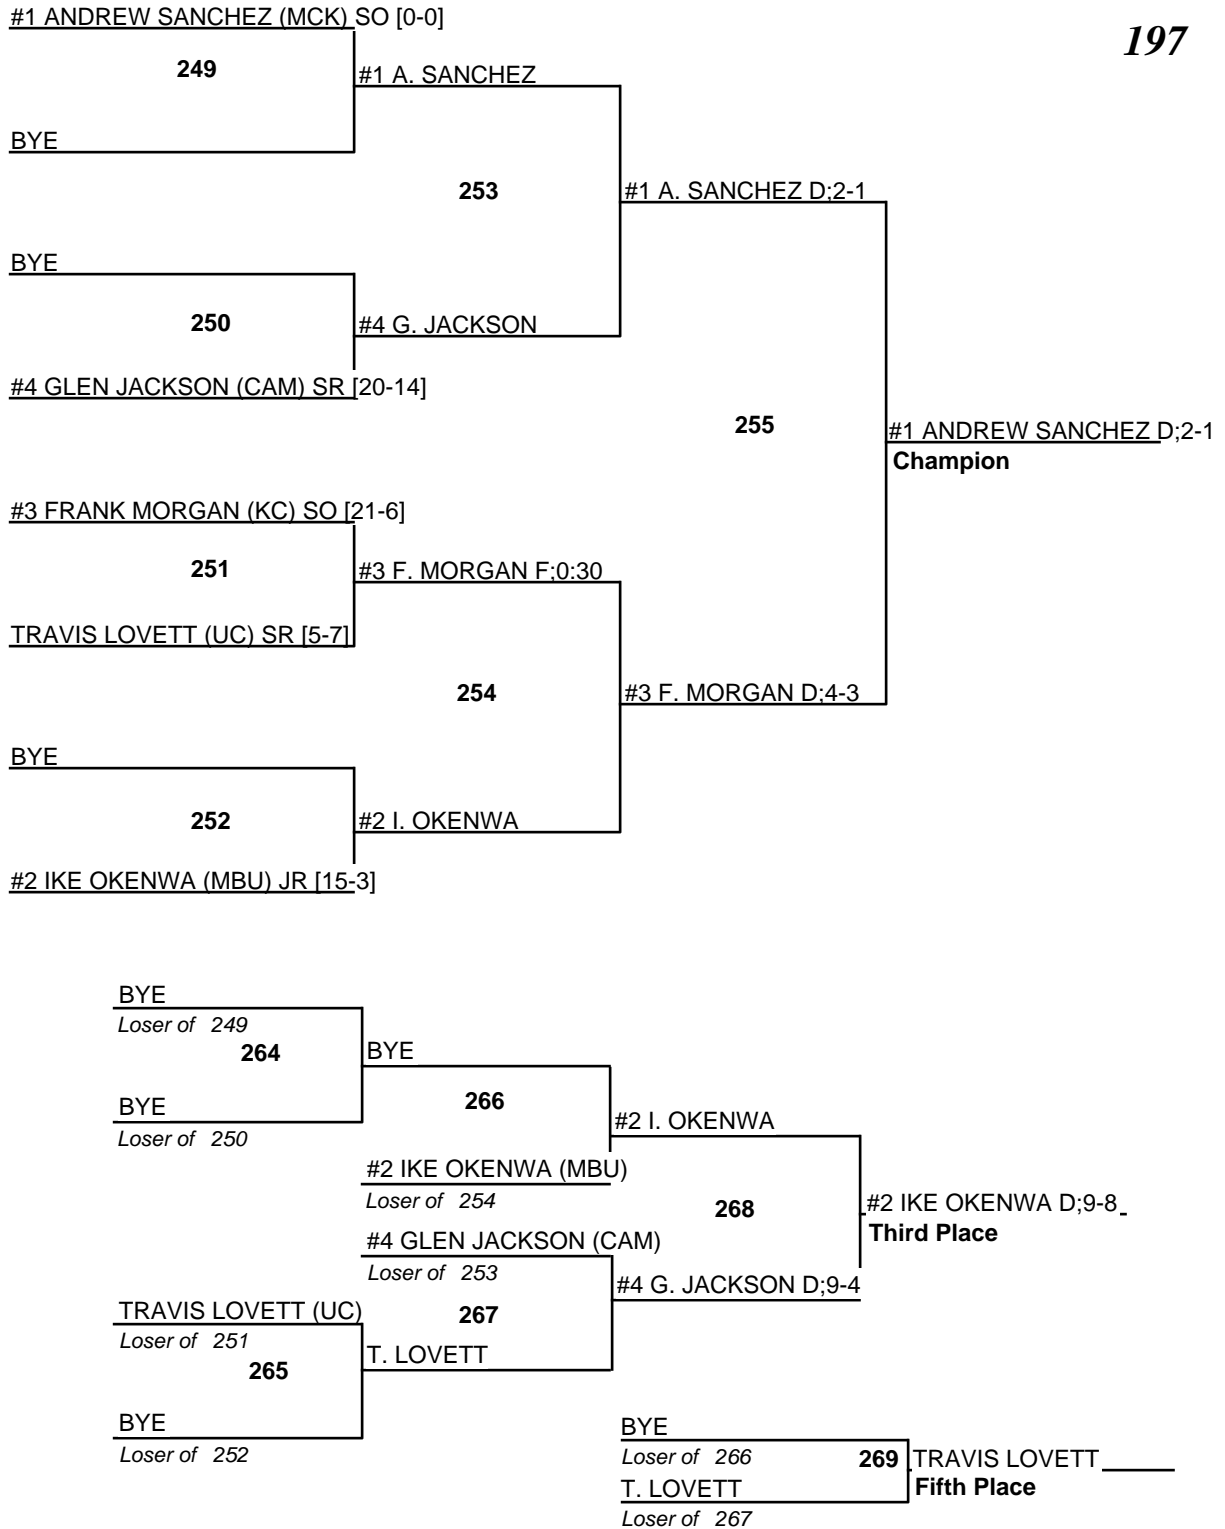 #1 ANDREW SANCHEZ (MCK) SO [0-0]
197
249
#1 A. SANCHEZ
BYE
253
#1 A. SANCHEZ D;2-1
BYE
250
#4 G. JACKSON
#4 GLEN JACKSON (CAM) SR [20-14]
255
#1 ANDREW SANCHEZ D;2-1
Champion
#3 FRANK MORGAN (KC) SO [21-6]
251
#3 F. MORGAN F;0:30
TRAVIS LOVETT (UC) SR [5-7]
254
#3 F. MORGAN D;4-3
BYE
252
#2 I. OKENWA
#2 IKE OKENWA (MBU) JR [15-3]
BYE
Loser of 249
264
BYE
BYE
Loser of 250
266
#2 I. OKENWA
#2 IKE OKENWA (MBU)
Loser of 254
268
#2 IKE OKENWA D;9-8
Third Place
#4 GLEN JACKSON (CAM)
Loser of 253
#4 G. JACKSON D;9-4
TRAVIS LOVETT (UC)
Loser of 251
267
265
T. LOVETT
BYE
Loser of 252
BYE
Loser of 266
269
TRAVIS LOVETT
Fifth Place
T. LOVETT
Loser of 267